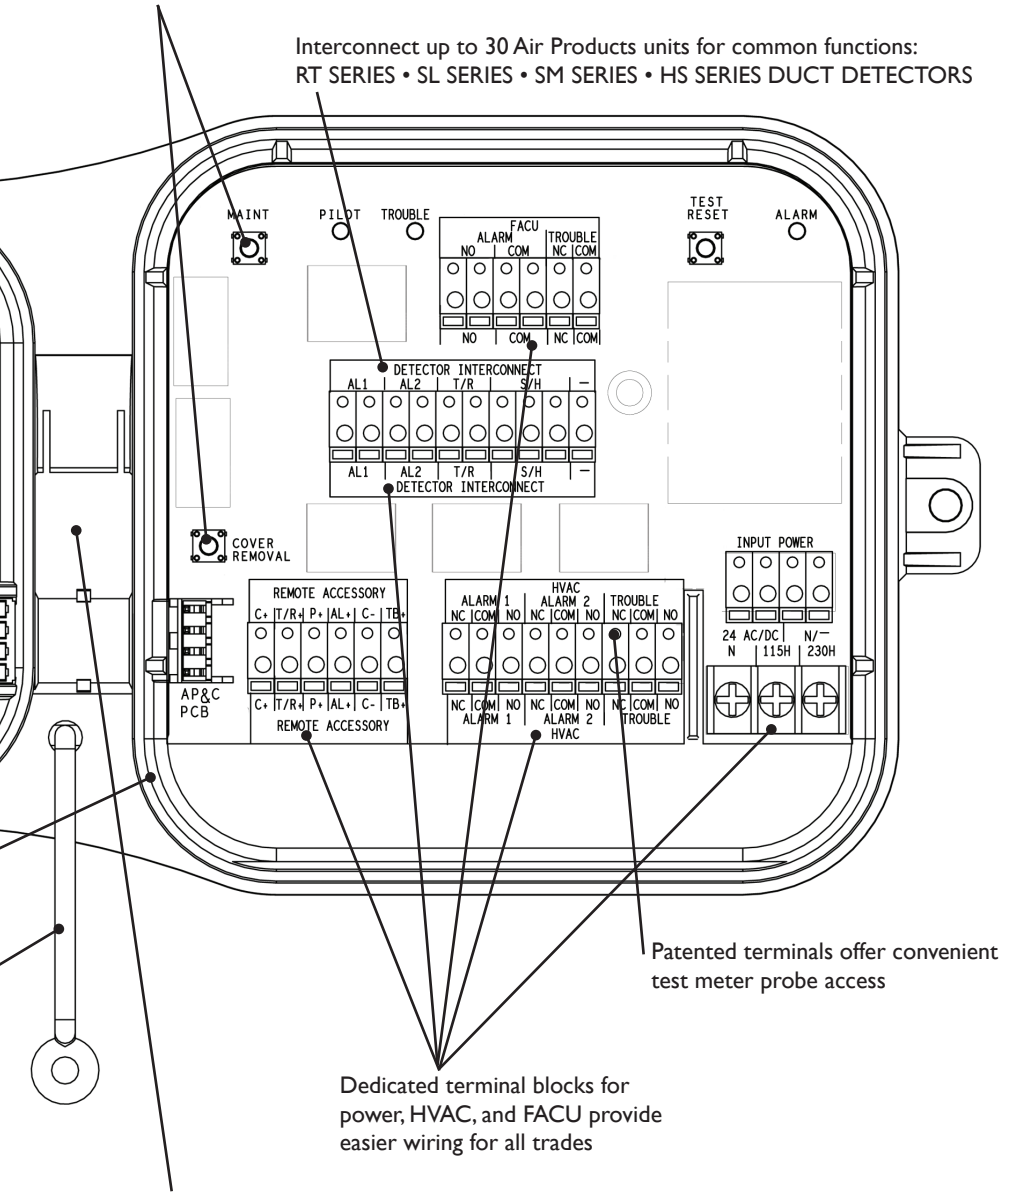 Interconnect up to 30 Air Products units for common functions:
RT SERIES • SL SERIES • SM SERIES • HS SERIES DUCT DETECTORS
MAINT
PILOT
TROUBLE
TEST
RESET
ALARM
FACU
ALARM TROUBLE
NO COM NC COM
NO COM NC COM
DETECTOR INTERCONNECT
AL1 AL2 T/R S/H –
AL1 AL2 T/R S/H –
DETECTOR INTERCONNECT
COVER
REMOVAL
INPUT POWER
24 AC/DC N/–
N 115H 230H
REMOTE ACCESSORY
C+ T/R+ P+ AL+ C- TB+
C+ T/R+ P+ AL+ C- TB+
REMOTE ACCESSORY
HVAC
ALARM 1 ALARM 2 TROUBLE
NC COM NO NC COM NO NC COM NO
NC COM NO NC COM NO NC COM NO
ALARM 1 ALARM 2 TROUBLE
HVAC
AP&C
PCB
Patented terminals offer convenient
test meter probe access
Dedicated terminal blocks for
power, HVAC, and FACU provide
easier wiring for all trades